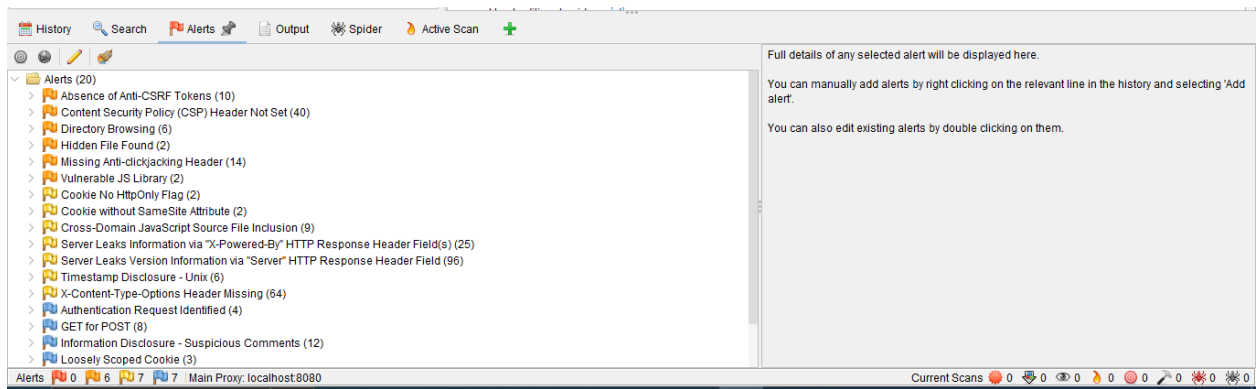 History Search Alerts Output Spider Active Scan
Full details of any selected alert will be displayed here.
You can manually add alerts by right clicking on the relevant line in the history and selecting 'Add
alert'.
You can also edit existing alerts by double clicking on them.
Alerts (20)
Absence of Anti-CSRF Tokens (10)
Content Security Policy (CSP) Header Not Set (40)
Directory Browsing (6)
Hidden File Found (2)
Missing Anti-clickjacking Header (14)
Vulnerable JS Library (2)
Cookie No HttpOnly Flag (2)
Cookie without SameSite Attribute (2)
Cross-Domain JavaScript Source File Inclusion (9)
Server Leaks Information via "X-Powered-By" HTTP Response Header Field(s) (25)
Server Leaks Version Information via "Server" HTTP Response Header Field (96)
Timestamp Disclosure - Unix (6)
X-Content-Type-Options Header Missing (64)
Authentication Request Identified (4)
GET for POST (8)
Information Disclosure - Suspicious Comments (12)
Loosely Scoped Cookie (3)
Alerts 0 6 7 7 Main Proxy: localhost:8080
Current Scans 0 0 0 0 0 0 0 0